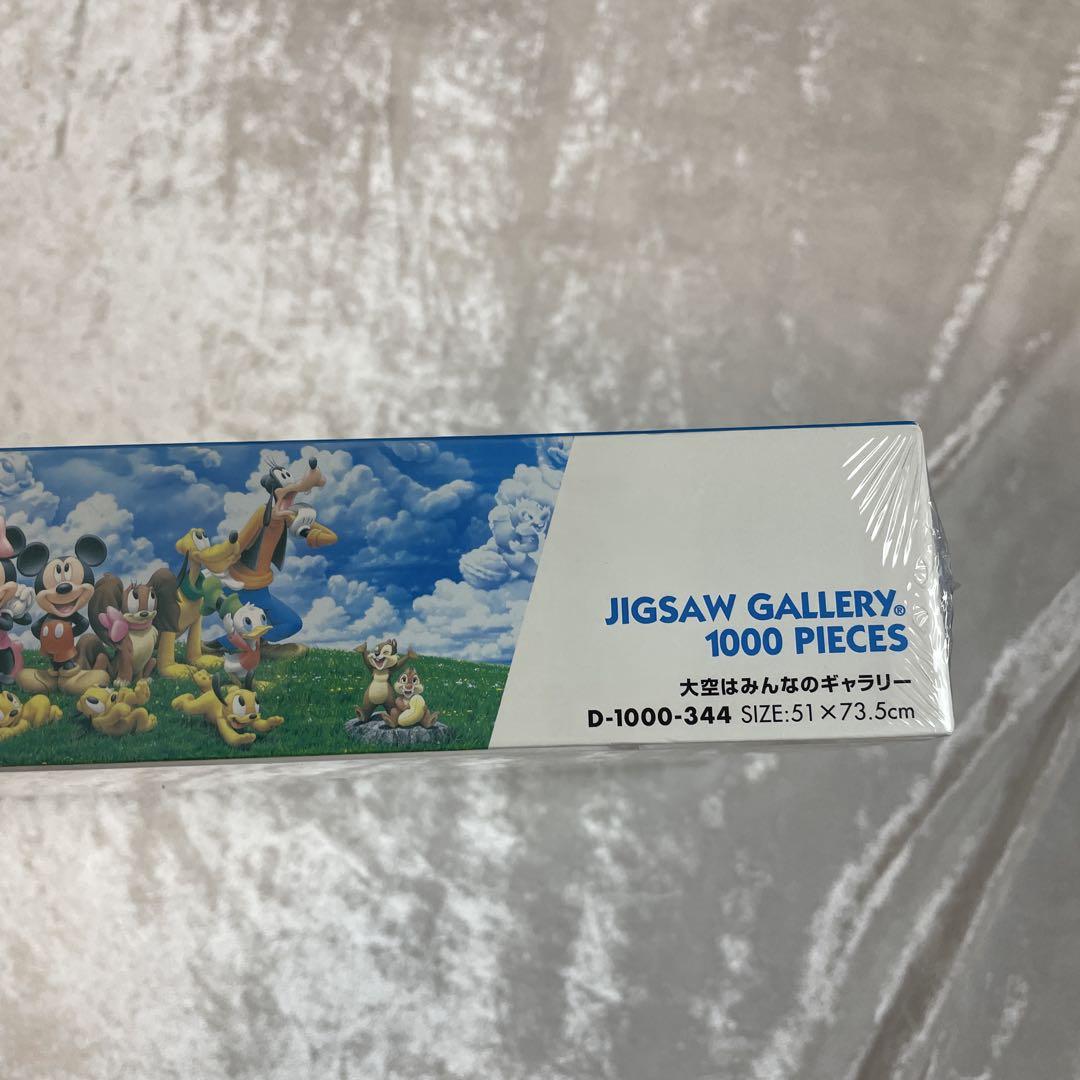 JIGSAW GALLERY®
1000 PIECES
大空はみんなのギャラリー
D-1000-344 SIZE:51×73.5cm